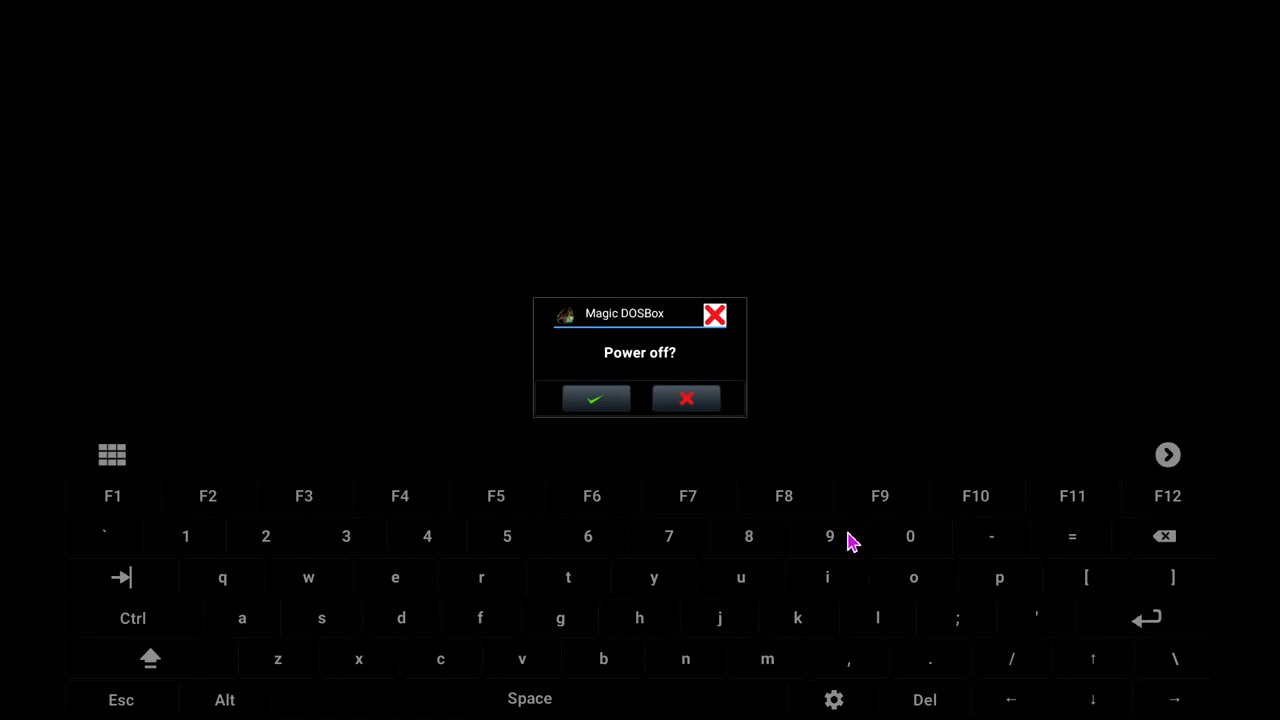 Magic DOSBox
Power off?
F1 F2 F3 F4 F5 F6 F7 F8 F9 F10 F11 F12
` 1 2 3 4 5 6 7 8 9 0 - =
q w e r t y u i o p [ ]
Ctrl a s d f g h j k l ; '
z x c v b n m , . / ↑ \
Esc Alt Space Del ← ↓ →